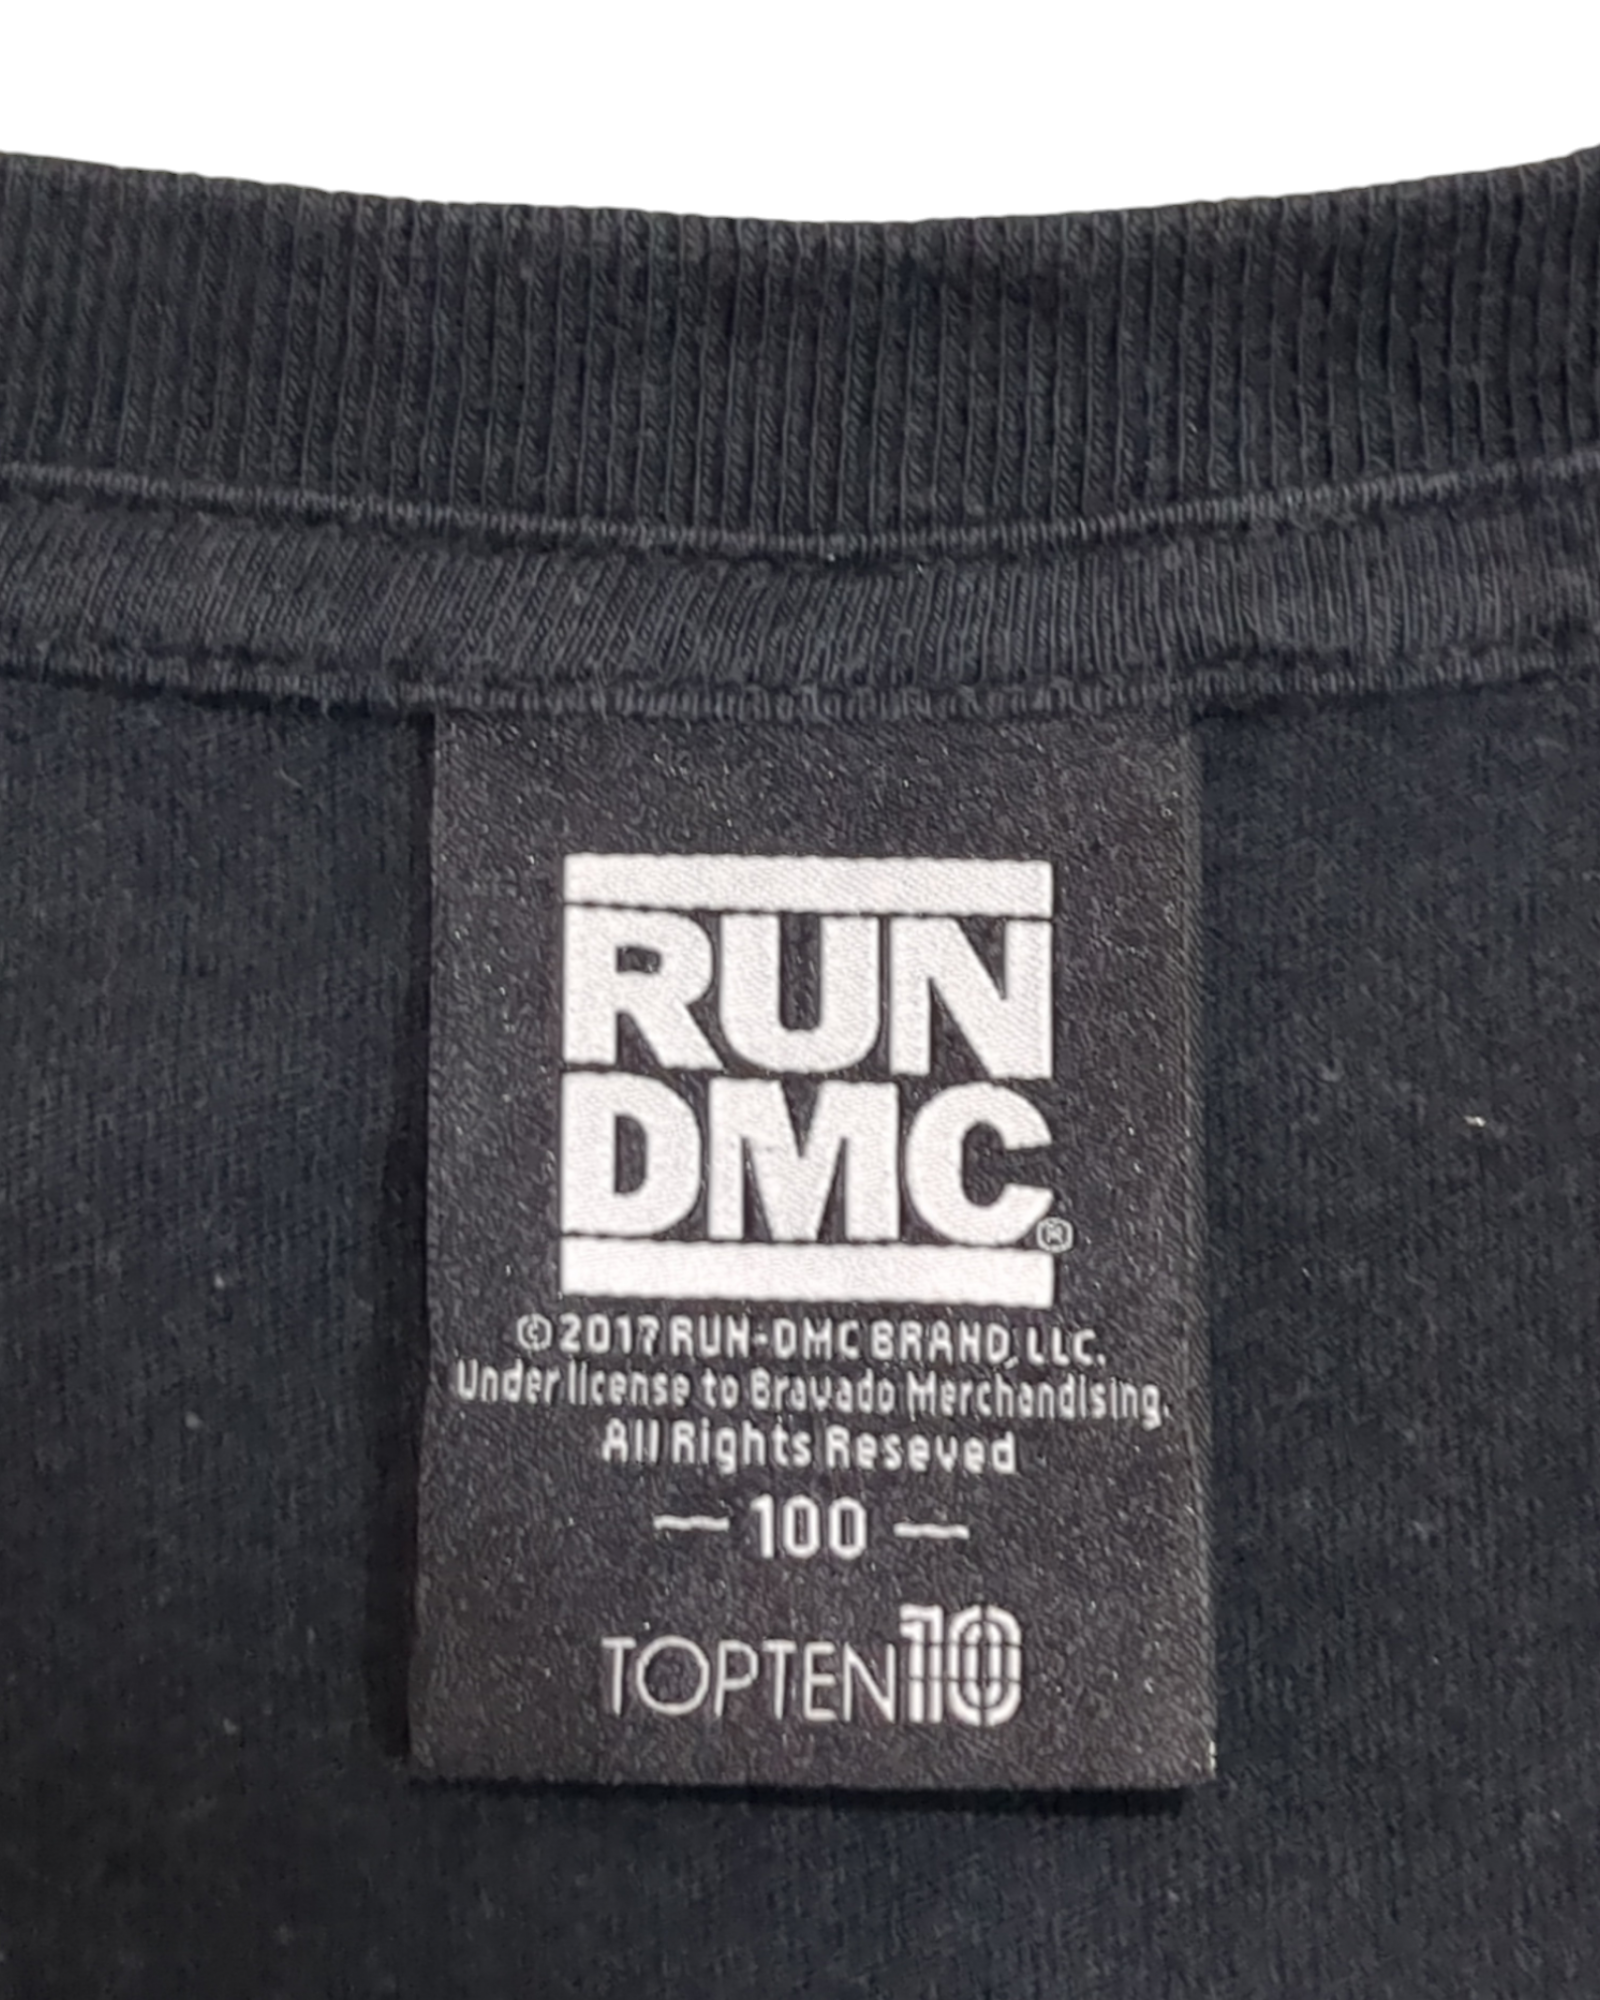 RUN
DMC®
© 2017 RUN-DMC BRAND, LLC.
Under license to Bravado Merchandising.
All Rights Reseved
— 100 —
TOPTEN10